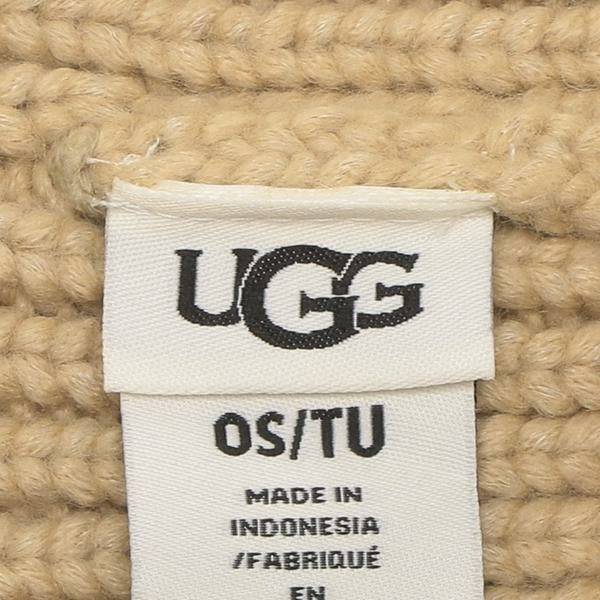 UGG
OS/TU
MADE IN
INDONESIA
/FABRIQUÉ
EN